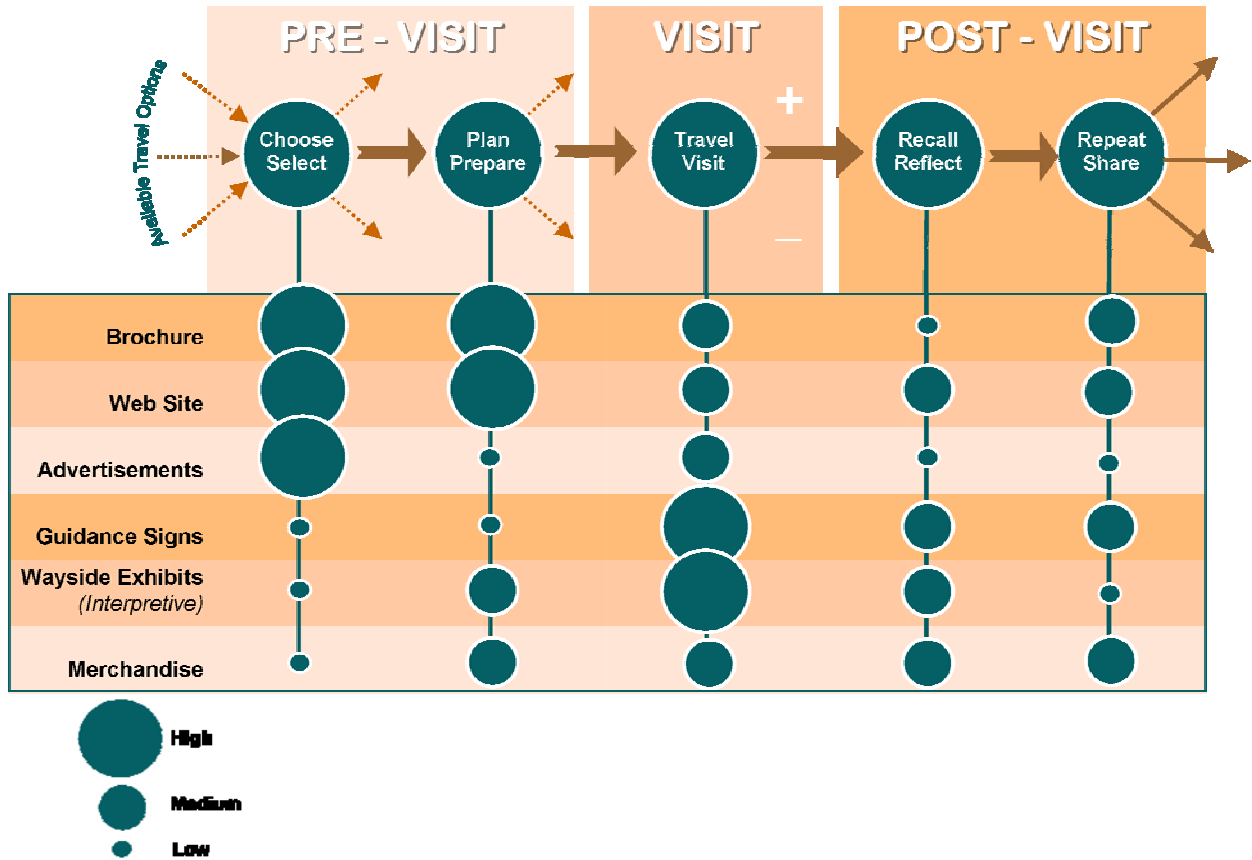 PRE - VISIT
VISIT
POST - VISIT
Available Travel Options
Choose
Select
Plan
Prepare
Travel
Visit
+
–
Recall
Reflect
Repeat
Share
Brochure
Web Site
Advertisements
Guidance Signs
Wayside Exhibits
(Interpretive)
Merchandise
High
Medium
Low